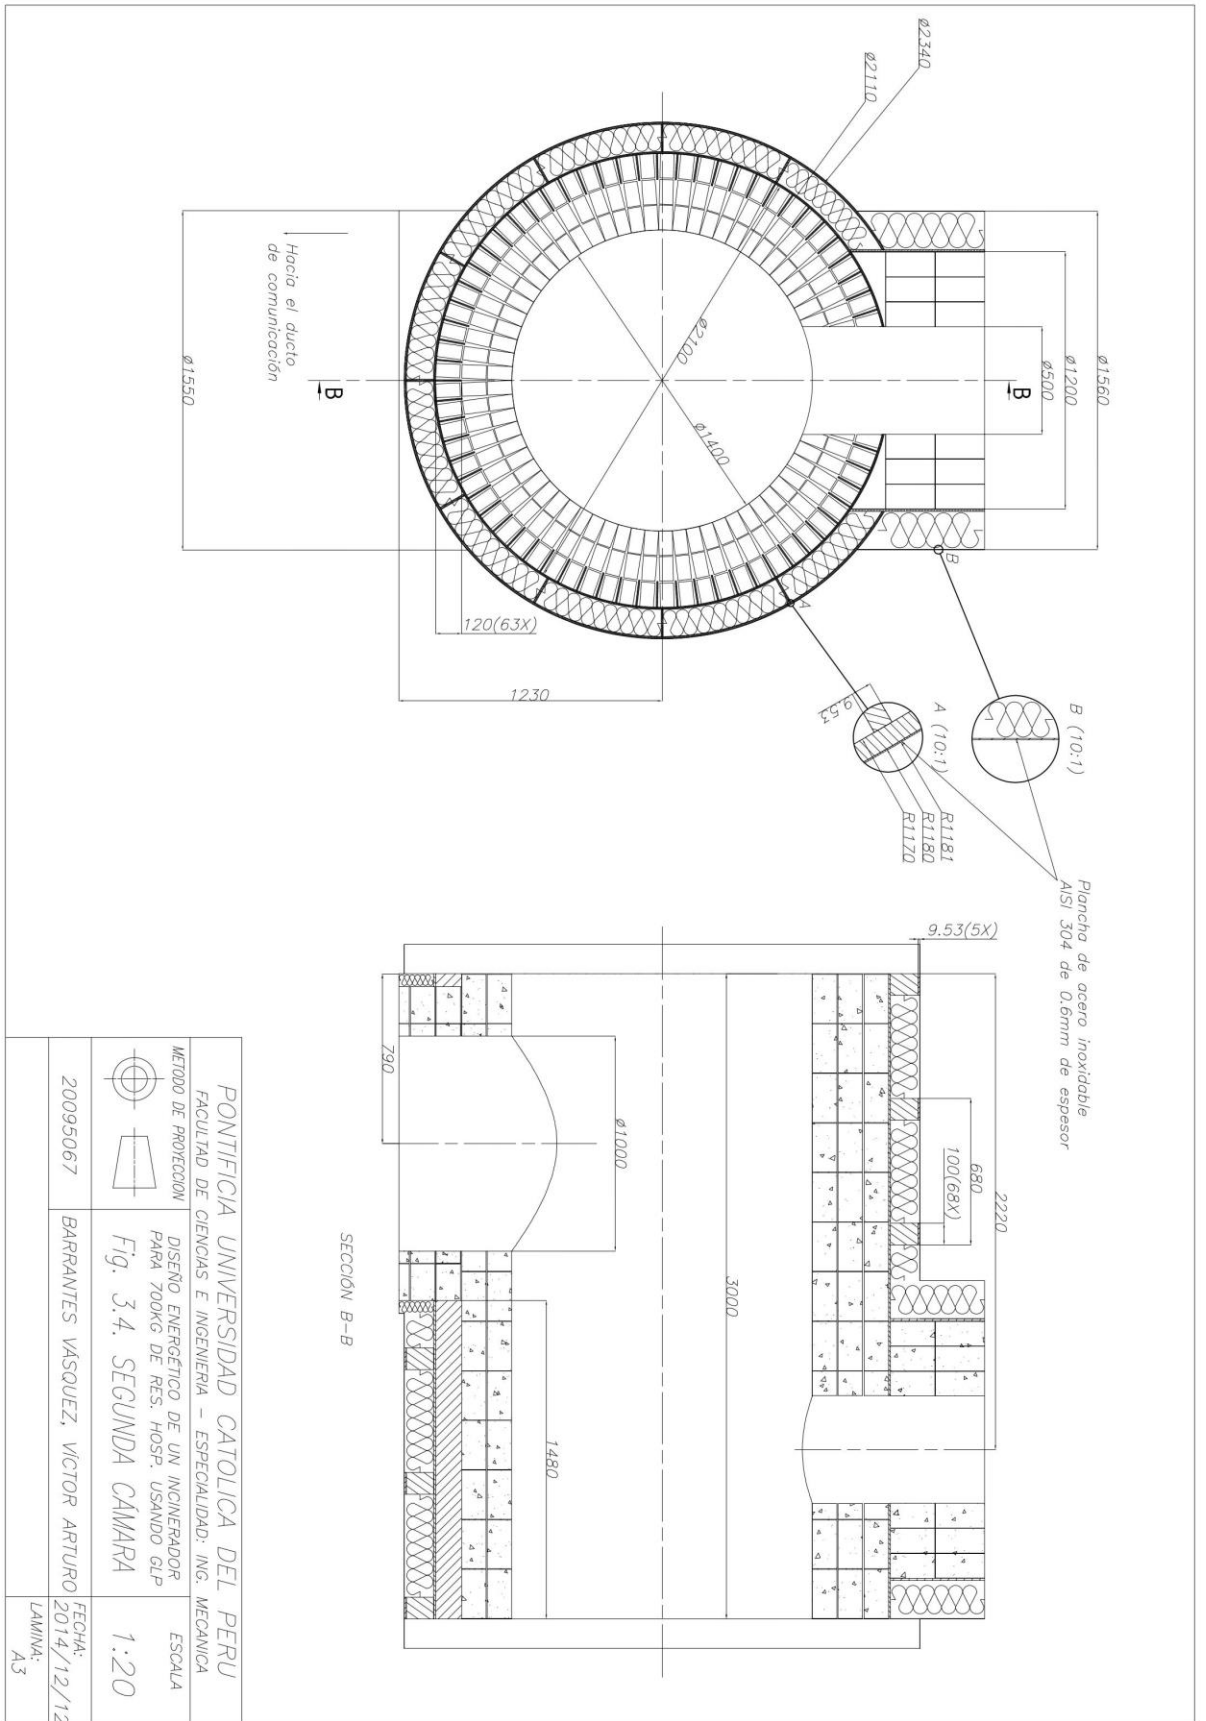 ø2340
ø2110
ø2100
ø1400
ø500
ø1200
ø1560
B
B
Hacia el ducto
de comunicación
ø1550
120(63X)
1230
A
B
B (10:1)
A (10:1)
9.53
R1181
R1180
R1170
Plancha de acero inoxidable
AISI 304 de 0.6mm de espesor
9.53(5X)
2220
680
100(68X)
3000
ø1000
790
1480
SECCIÓN B-B
PONTIFICIA UNIVERSIDAD CATOLICA DEL PERU
FACULTAD DE CIENCIAS E INGENIERIA - ESPECIALIDAD: ING. MECANICA
METODO DE PROYECCION
DISEÑO ENERGÉTICO DE UN INCINERADOR
PARA 700KG DE RES. HOSP. USANDO GLP
Fig. 3.4. SEGUNDA CÁMARA
ESCALA
1:20
20095067
BARRANTES VÁSQUEZ, VÍCTOR ARTURO
FECHA:
2014/12/12
LAMINA:
A3